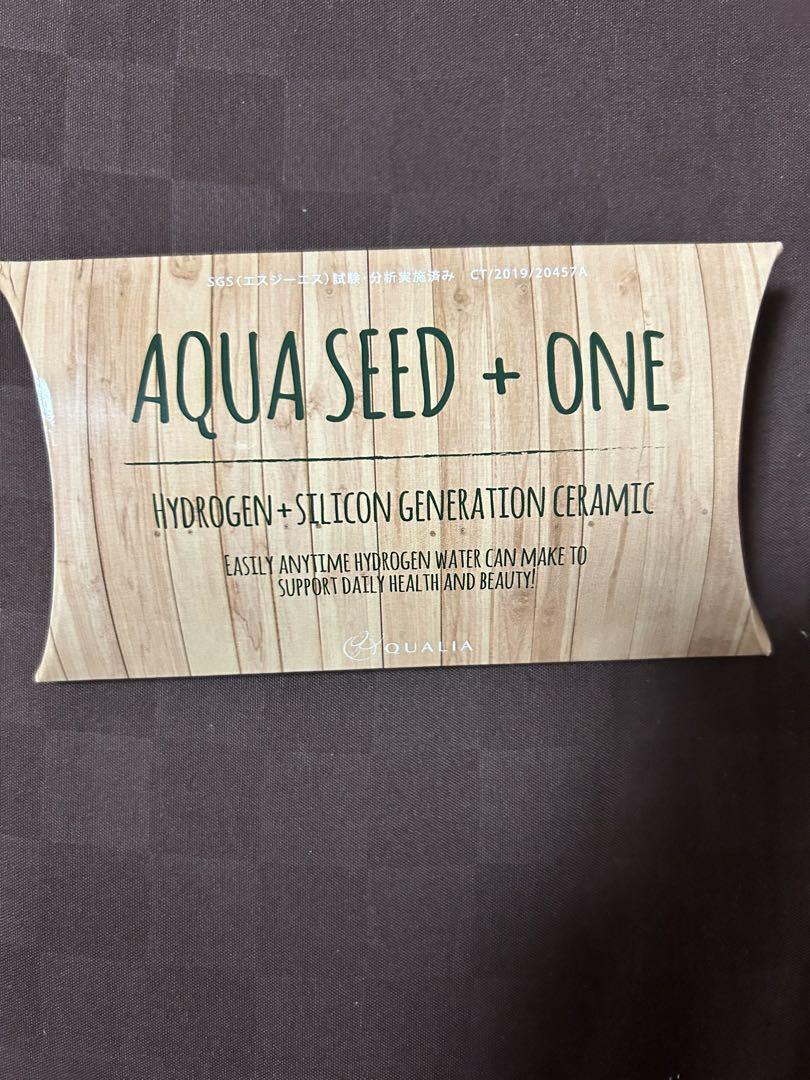 SGS(エスジーエス)試験・分析実施済み CT/2019/20457A
AQUA SEED + ONE
HYDROGEN+SILICON GENERATION CERAMIC
EASILY ANYTIME HYDROGEN WATER CAN MAKE TO
SUPPORT DAILY HEALTH AND BEAUTY!
QUALIA